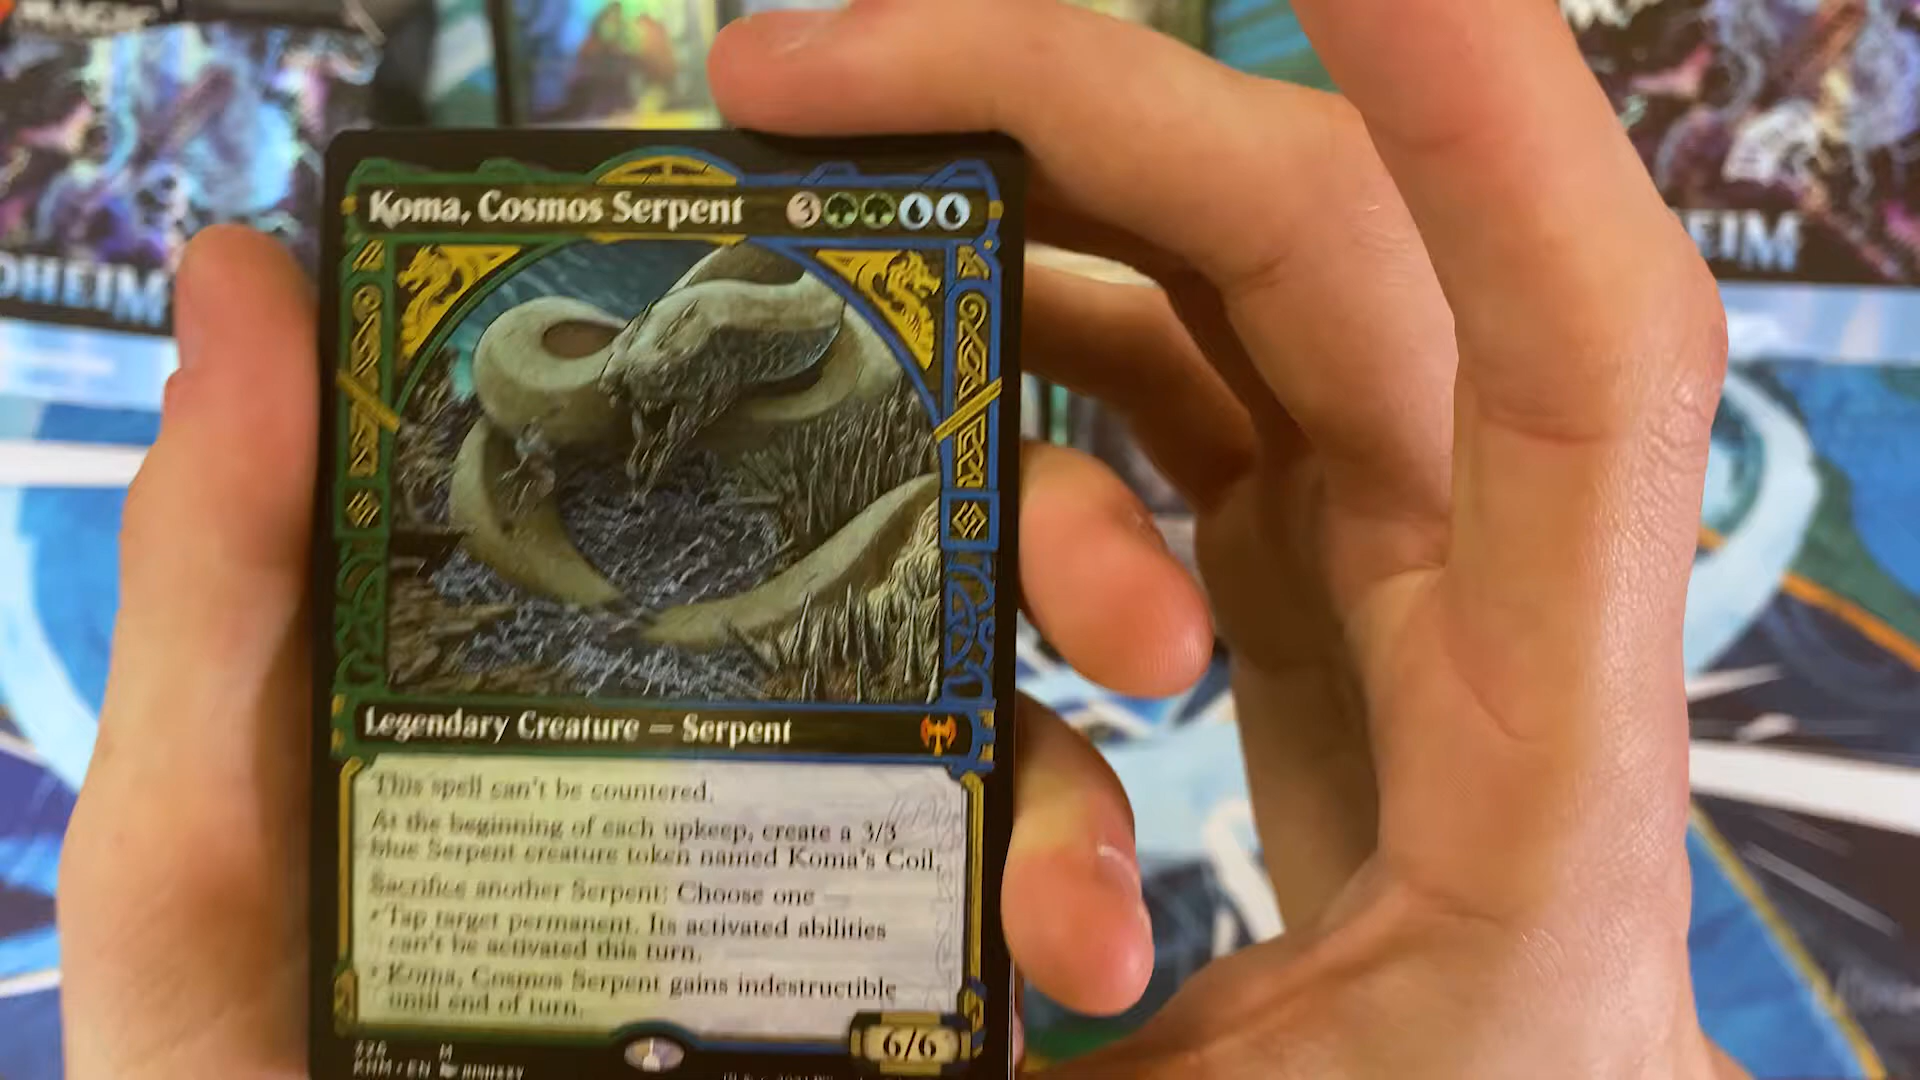 MAGIC
DHEIM
EIM
Koma, Cosmos Serpent 3
Legendary Creature — Serpent
This spell can't be countered.
At the beginning of each upkeep, create a 3/3
blue Serpent creature token named Koma's Coil.
Sacrifice another Serpent: Choose one —
• Tap target permanent. Its activated abilities
can't be activated this turn.
• Koma, Cosmos Serpent gains indestructible
until end of turn.
6/6
M
KHM • EN